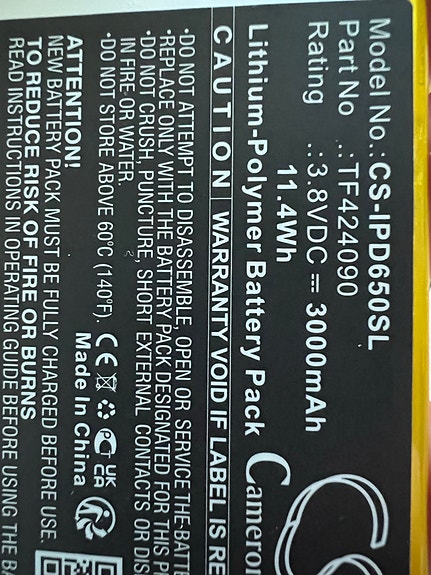 Model No.: CS-IPD650SL
Part No .: TF424090
Rating .: 3.8VDC ⎓ 3000mAh
11.4Wh
Lithium-Polymer Battery Pack Cameron
CAUTION WARRANTY VOID IF LABEL IS
•DO NOT ATTEMPT TO DISASSEMBLE, OPEN OR SERVICE THE
•REPLACE ONLY WITH THE BATTERY PACK DESIGNATED FOR THIS
•DO NOT CRUSH, PUNCTURE, SHORT EXTERNAL CONTACTS OR
IN FIRE OR WATER.
•DO NOT STORE ABOVE 60°C (140°F).
CE UK CA
Made In China
ATTENTION!
NEW BATTERY PACK MUST BE FULLY CHARGED BEFORE USE.
TO REDUCE RISK OF FIRE OR BURNS
READ INSTRUCTIONS IN OPERATING GUIDE BEFORE USING THE